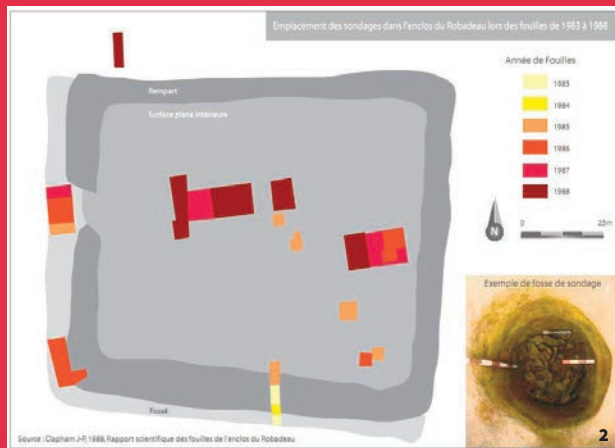 Emplacement des sondages dans l'enclos du Robadeau lors des fouilles de 1983 à 1988
Année de Fouilles
1983
1984
1985
1986
1987
1988
Rempart
Surface plane intérieure
N
0 25m
Exemple de fosse de sondage
Fossé
Source : Clapham J-P, 1988, Rapport scientifique des fouilles de l'enclos du Robadeau
2